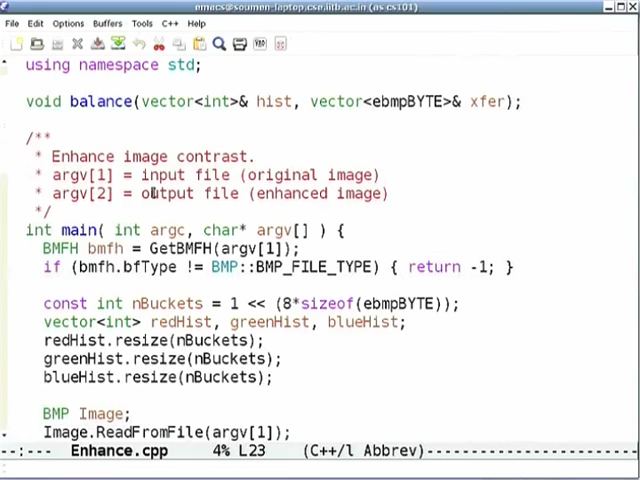 emacs@soumen-laptop.cse.iitb.ac.in (as cs101)
File Edit Options Buffers Tools C++ Help
using namespace std;
void balance(vector<int>& hist, vector<ebmpBYTE>& xfer);
/**
* Enhance image contrast.
* argv[1] = input file (original image)
* argv[2] = output file (enhanced image)
*/
int main( int argc, char* argv[] ) {
BMFH bmfh = GetBMFH(argv[1]);
if (bmfh.bfType != BMP::BMP_FILE_TYPE) { return -1; }
const int nBuckets = 1 << (8*sizeof(ebmpBYTE));
vector<int> redHist, greenHist, blueHist;
redHist.resize(nBuckets);
greenHist.resize(nBuckets);
blueHist.resize(nBuckets);
BMP Image;
Image.ReadFromFile(argv[1]);
--:--- Enhance.cpp 4% L23 (C++/l Abbrev)------------------------